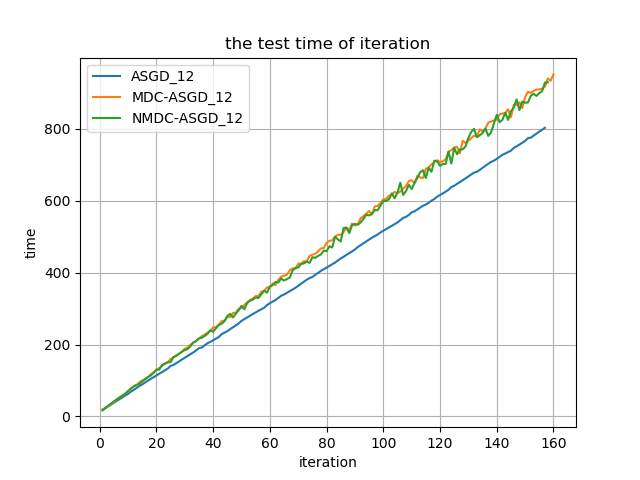 the test time of iteration
ASGD_12
MDC-ASGD_12
NMDC-ASGD_12
time
800
600
400
200
0
0 20 40 60 80 100 120 140 160
iteration